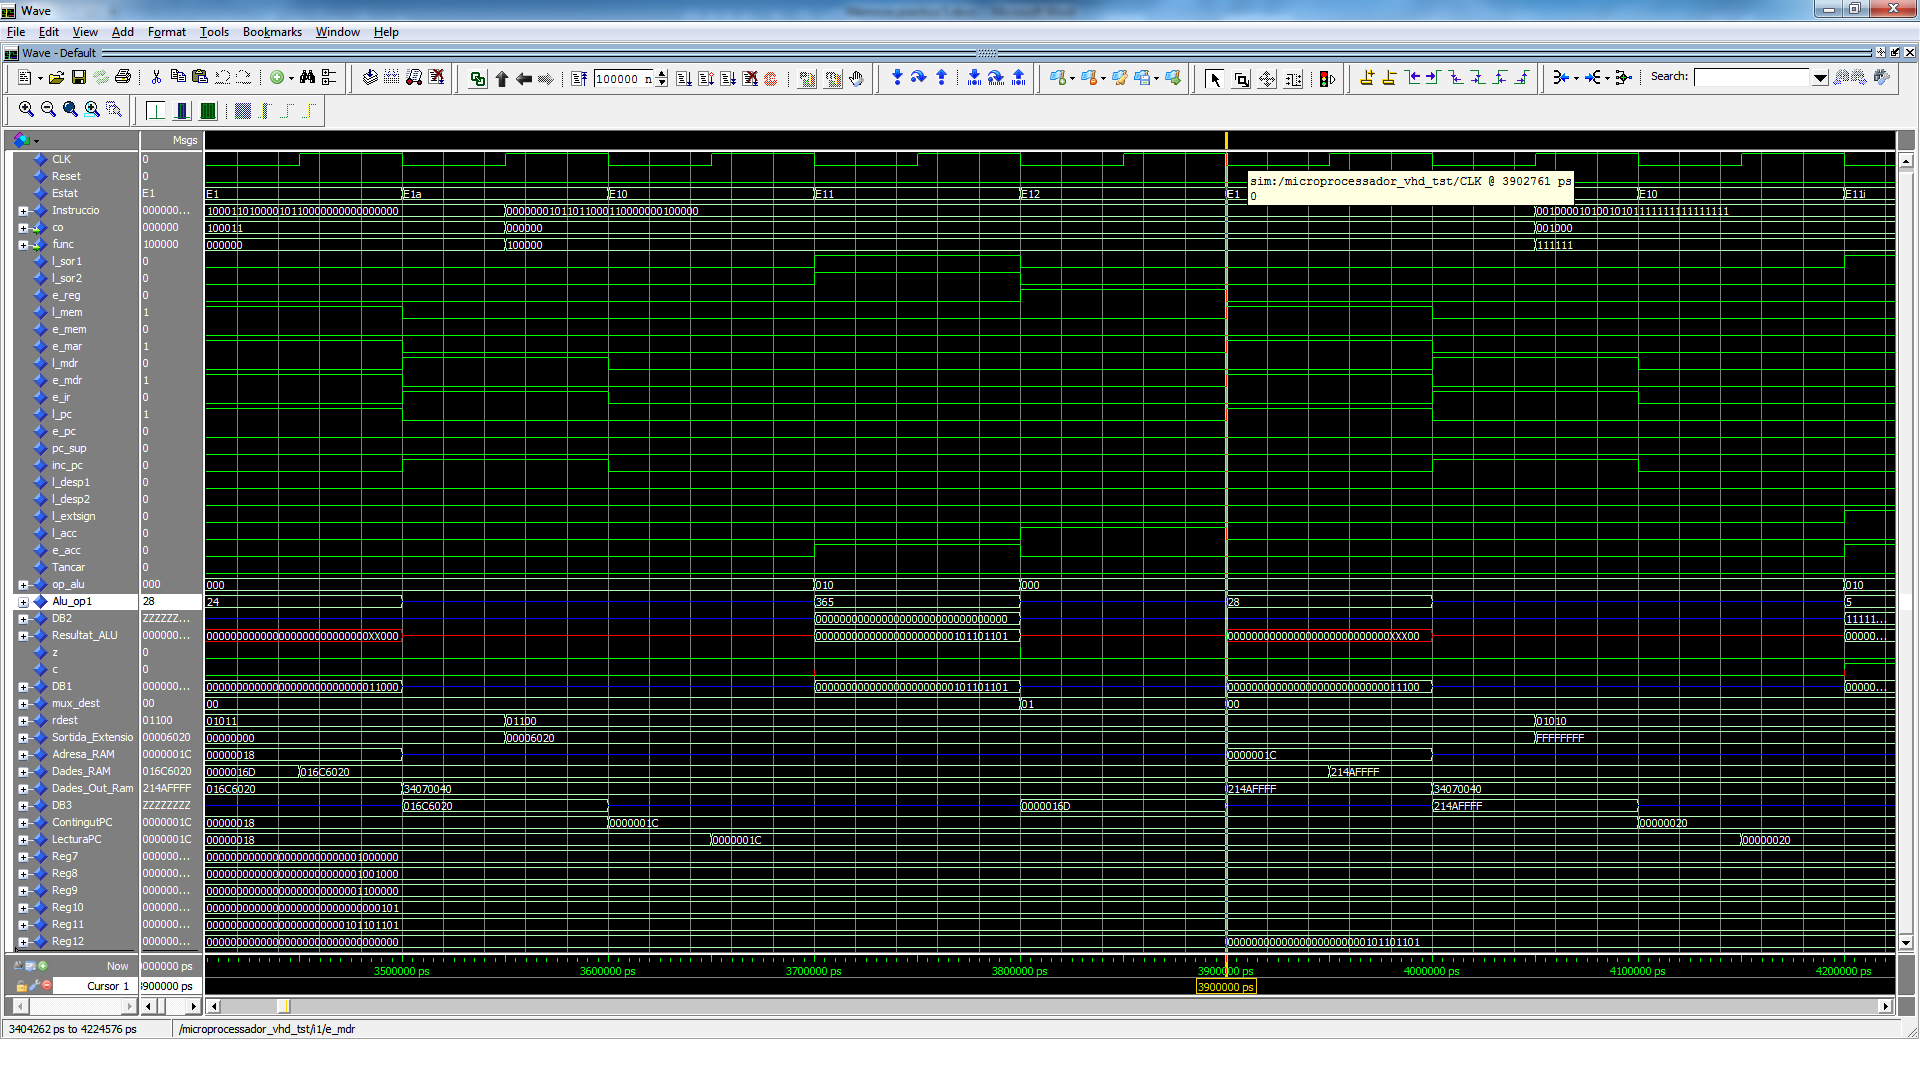 Wave
File Edit View Add Format Tools Bookmarks Window Help
Wave - Default
100000 n
Search:
Msgs
CLK 0
Reset 0
Estat E1 E1 E1a E10 E11 E12 E1 E10 E11i
Instruccio 000000... 10001101000010110000000000000000 00000001011011000110000000100000 00100001010010101111111111111111
co 000000 100011 000000 001000
func 100000 000000 100000 111111
l_sor1 0
l_sor2 0
e_reg 0
l_mem 1
e_mem 0
e_mar 1
l_mdr 0
e_mdr 1
e_ir 0
l_pc 1
e_pc 0
pc_sup 0
inc_pc 0
l_desp1 0
l_desp2 0
l_extsign 0
l_acc 0
e_acc 0
Tancar 0
op_alu 000 000 010 000 010
Alu_op1 28 24 365 28 5
DB2 ZZZZZZ... 00000000000000000000000000000000 11111...
Resultat_ALU 000000... 000000000000000000000000000XX000 00000000000000000000000101101101 000000000000000000000000000XXX00 00000...
z 0
c 0
DB1 000000... 00000000000000000000000000011000 00000000000000000000000101101101 00000000000000000000000000011100 00000...
mux_dest 00 00 01 00
rdest 01100 01011 01100 01010
Sortida_Extensio 00006020 00000000 00006020 FFFFFFFF
Adresa_RAM 0000001C 00000018 0000001C
Dades_RAM 016C6020 0000016D 016C6020 214AFFFF
Dades_Out_Ram 214AFFFF 016C6020 34070040 214AFFFF 34070040
DB3 ZZZZZZZZ 016C6020 0000016D 214AFFFF
ContingutPC 0000001C 00000018 0000001C 00000020
LecturaPC 0000001C 00000018 0000001C 00000020
Reg7 000000... 00000000000000000000000001000000
Reg8 000000... 00000000000000000000000001001000
Reg9 000000... 00000000000000000000000001100000
Reg10 000000... 00000000000000000000000000000101
Reg11 000000... 00000000000000000000000101101101
Reg12 000000... 00000000000000000000000000000000 00000000000000000000000101101101
sim:/microprocessador_vhd_tst/CLK @ 3902761 ps
0
Now 0000000 ps 3500000 ps 3600000 ps 3700000 ps 3800000 ps 3900000 ps 4000000 ps 4100000 ps 4200000 ps
Cursor 1 3900000 ps 3900000 ps
3404262 ps to 4224576 ps /microprocessador_vhd_tst/i1/e_mdr